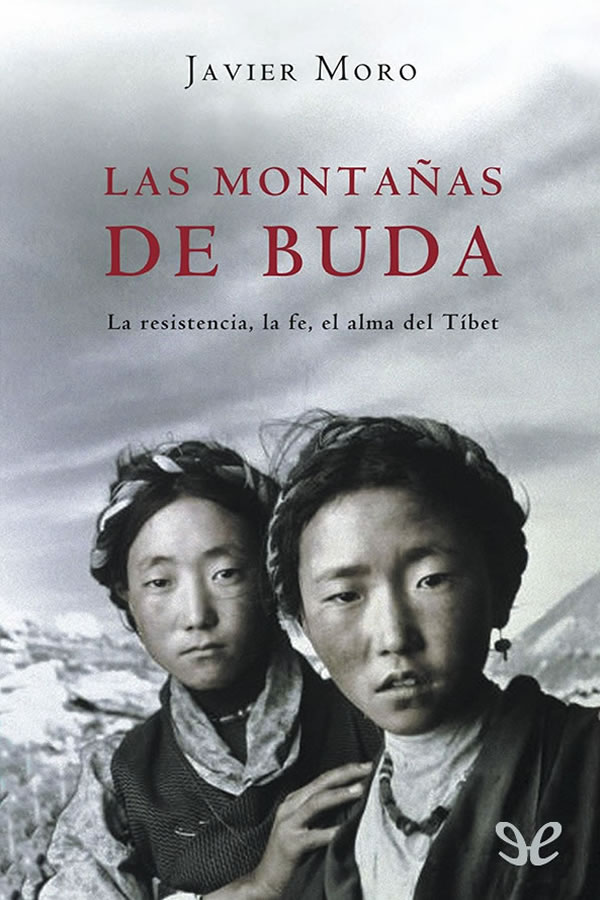 JAVIER MORO
LAS MONTAÑAS
DE BUDA
La resistencia, la fe, el alma del Tíbet